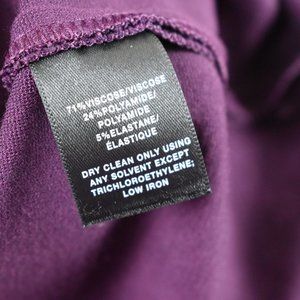 71%VISCOSE/VISCOSE
24%POLYAMIDE/
POLYAMIDE
5%ELASTANE/
ÉLASTIQUE
DRY CLEAN ONLY USING
ANY SOLVENT EXCEPT
TRICHLOROETHYLENE;
LOW IRON